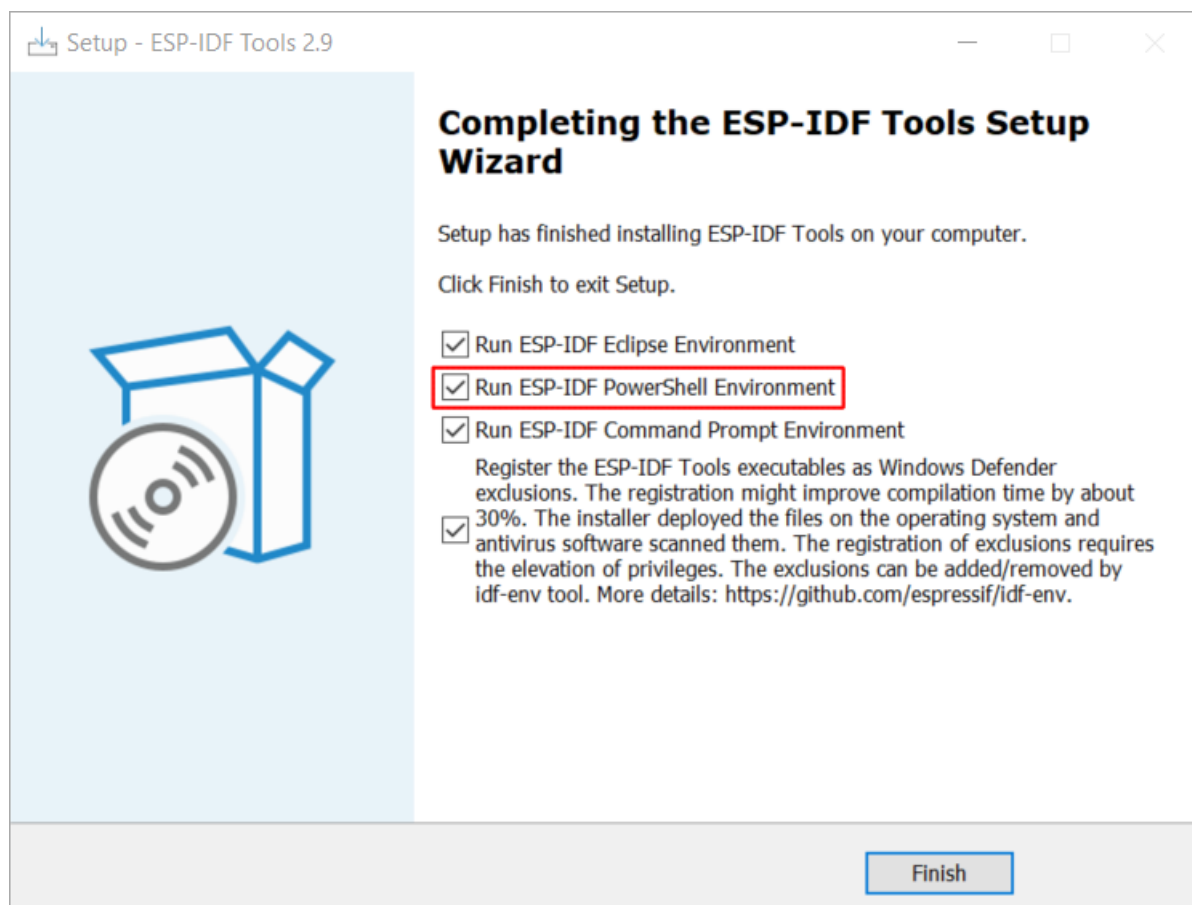 Setup - ESP-IDF Tools 2.9
Completing the ESP-IDF Tools Setup
Wizard
Setup has finished installing ESP-IDF Tools on your computer.
Click Finish to exit Setup.
Run ESP-IDF Eclipse Environment
Run ESP-IDF PowerShell Environment
Run ESP-IDF Command Prompt Environment
Register the ESP-IDF Tools executables as Windows Defender
exclusions. The registration might improve compilation time by about
30%. The installer deployed the files on the operating system and
antivirus software scanned them. The registration of exclusions requires
the elevation of privileges. The exclusions can be added/removed by
idf-env tool. More details: https://github.com/espressif/idf-env.
Finish